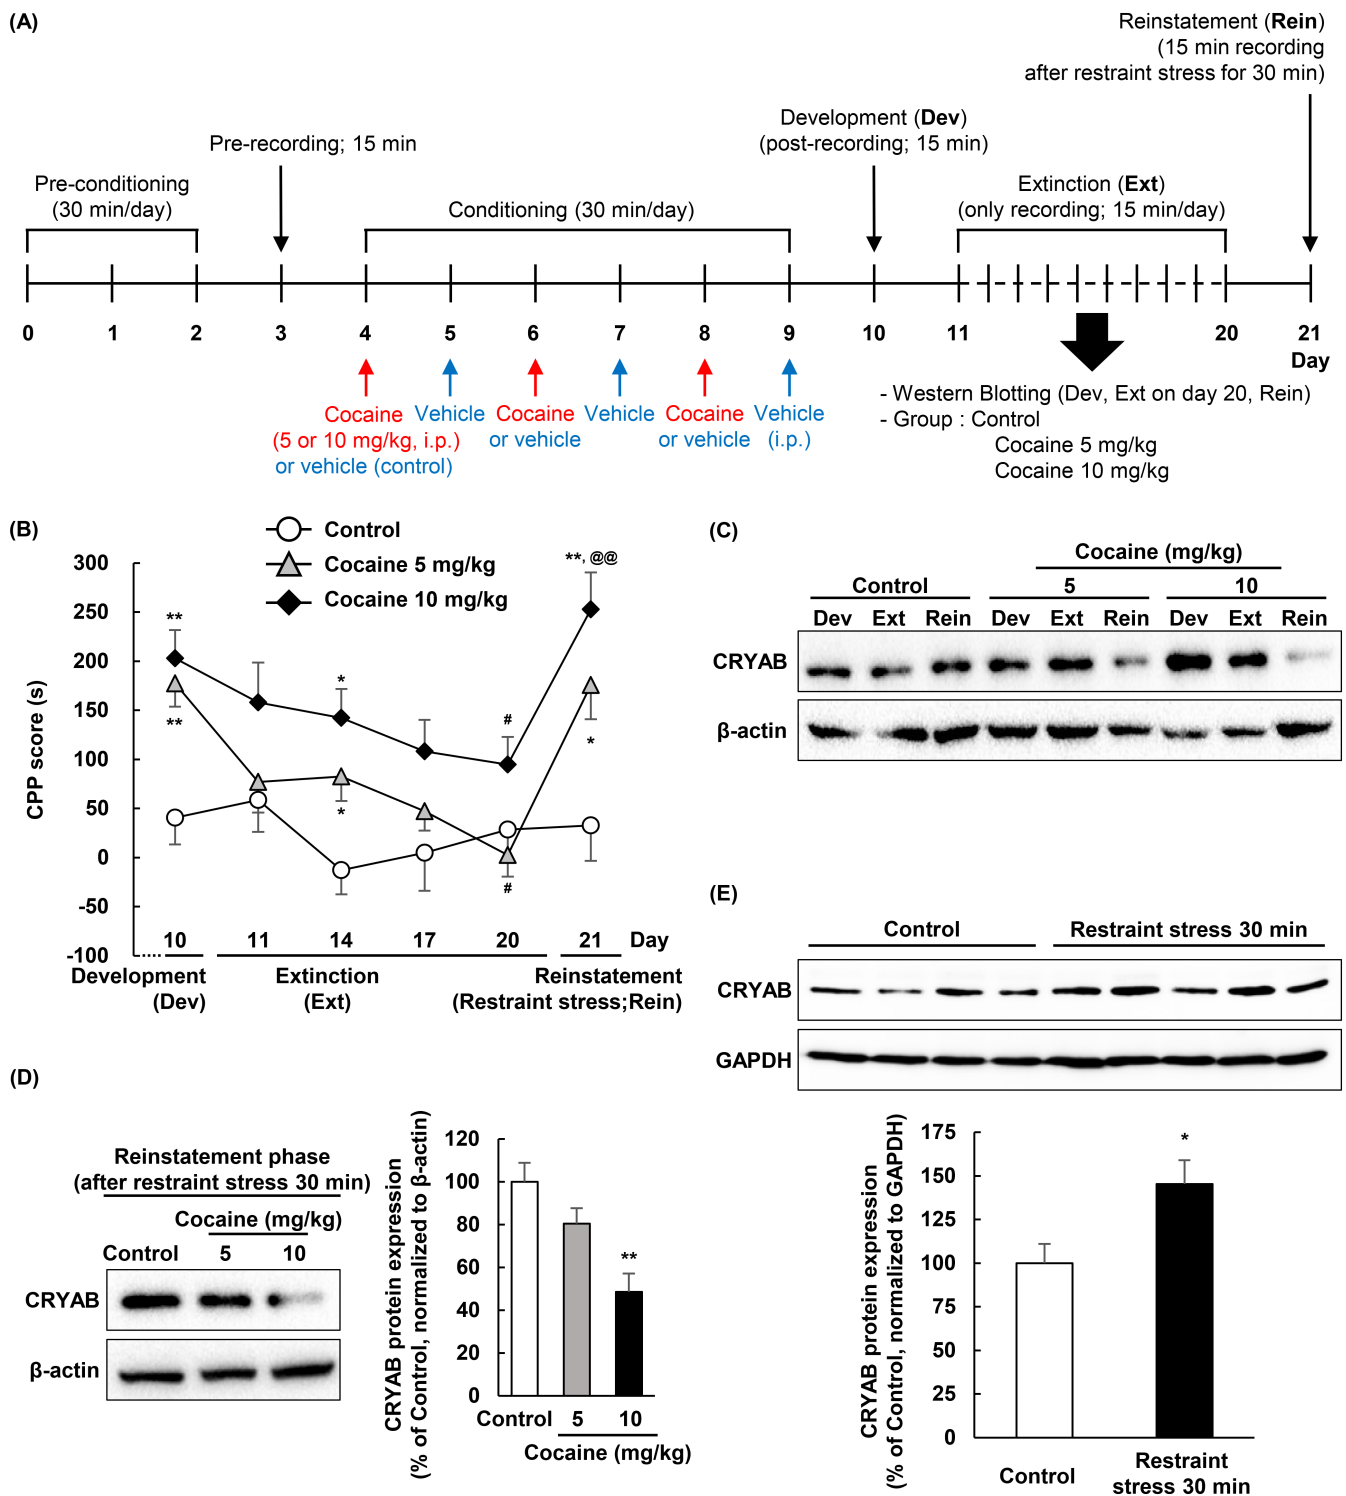 (A)
Reinstatement (Rein)
(15 min recording
after restraint stress for 30 min)
Development (Dev)
(post-recording; 15 min)
Pre-recording; 15 min
Pre-conditioning
(30 min/day)
Conditioning (30 min/day)
Extinction (Ext)
(only recording; 15 min/day)
0 1 2 3 4 5 6 7 8 9 10 11 20 21
Day
Cocaine
(5 or 10 mg/kg, i.p.)
or vehicle (control)
Vehicle
Cocaine
or vehicle
Vehicle
Cocaine
or vehicle
Vehicle
(i.p.)
- Western Blotting (Dev, Ext on day 20, Rein)
- Group : Control
Cocaine 5 mg/kg
Cocaine 10 mg/kg
(B)
Control
Cocaine 5 mg/kg
Cocaine 10 mg/kg
CPP score (s)
300
250
200
150
100
50
0
-50
-100
**
**
*
*
#
#
**, @@
*
10 11 14 17 20 21 Day
Development
(Dev)
Extinction
(Ext)
Reinstatement
(Restraint stress;Rein)
(C)
Cocaine (mg/kg)
Control 5 10
Dev Ext Rein Dev Ext Rein Dev Ext Rein
CRYAB
β-actin
(D)
Reinstatement phase
(after restraint stress 30 min)
Cocaine (mg/kg)
Control 5 10
CRYAB
β-actin
CRYAB protein expression
(% of Control, normalized to β-actin)
120
100
80
60
40
20
0
**
Control 5 10
Cocaine (mg/kg)
(E)
Control Restraint stress 30 min
CRYAB
GAPDH
CRYAB protein expression
(% of Control, normalized to GAPDH)
175
150
125
100
75
50
25
0
*
Control
Restraint
stress 30 min